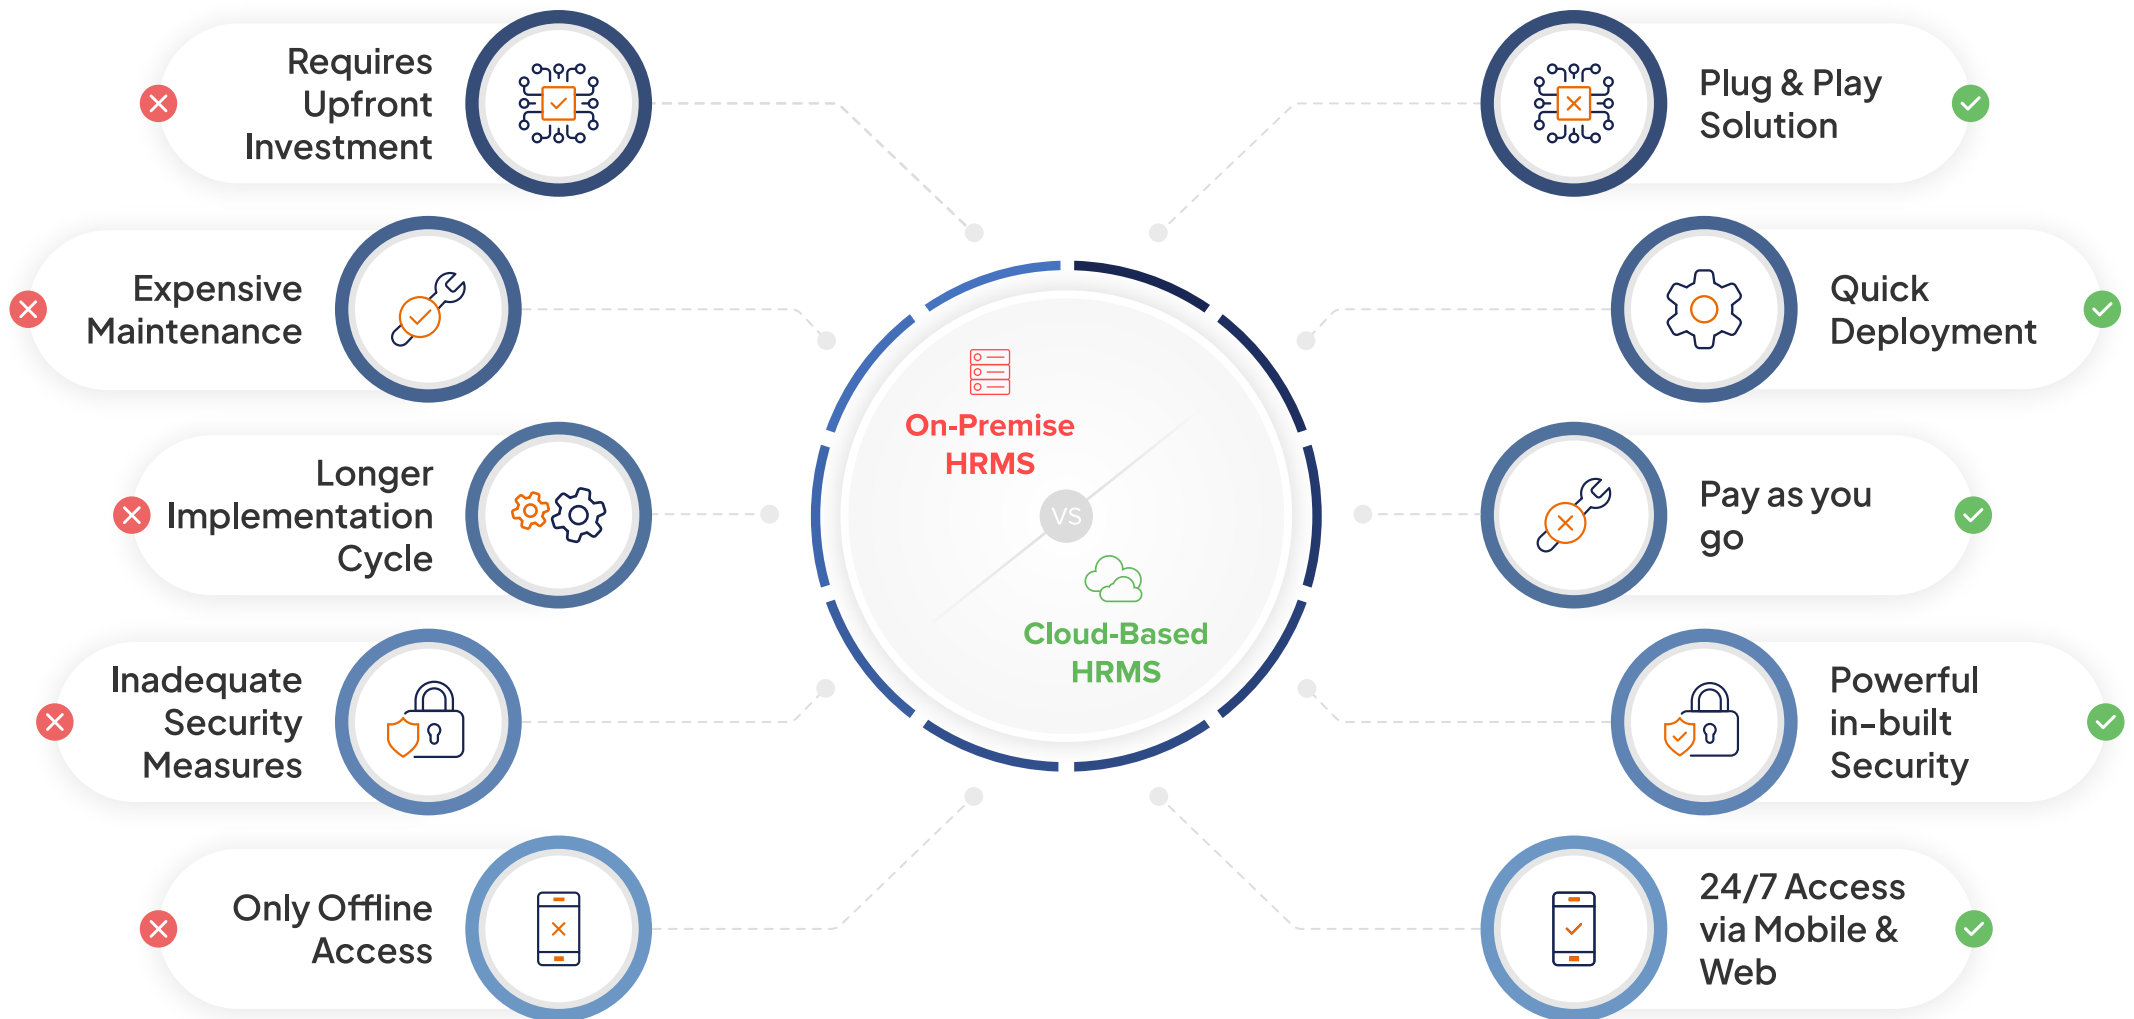 Requires
Upfront
Investment
Expensive
Maintenance
Longer
Implementation
Cycle
Inadequate
Security
Measures
Only Offline
Access
On-Premise
HRMS
VS
Cloud-Based
HRMS
Plug & Play
Solution
Quick
Deployment
Pay as you
go
Powerful
in-built
Security
24/7 Access
via Mobile &
Web